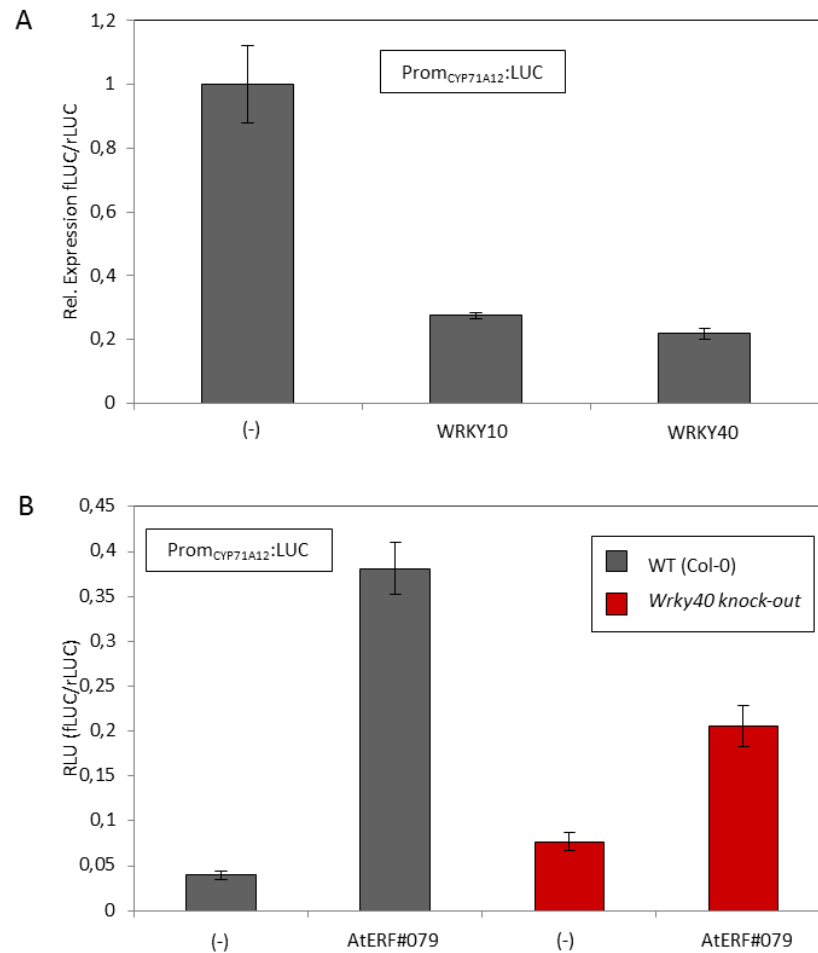 A
1,2
1
0,8
0,6
0,4
0,2
0
Rel. Expression fLUC/rLUC
PromCYP71A12:LUC
(-) WRKY10 WRKY40
B
0,45
0,4
0,35
0,3
0,25
0,2
0,15
0,1
0,05
0
RLU (fLUC/rLUC)
PromCYP71A12:LUC
WT (Col-0)
Wrky40 knock-out
(-) AtERF#079 (-) AtERF#079